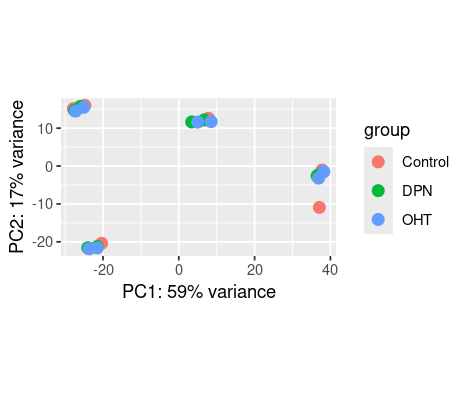 PC2: 17% variance
10
0
-10
-20
-20
0
20
40
PC1: 59% variance
group
Control
DPN
OHT